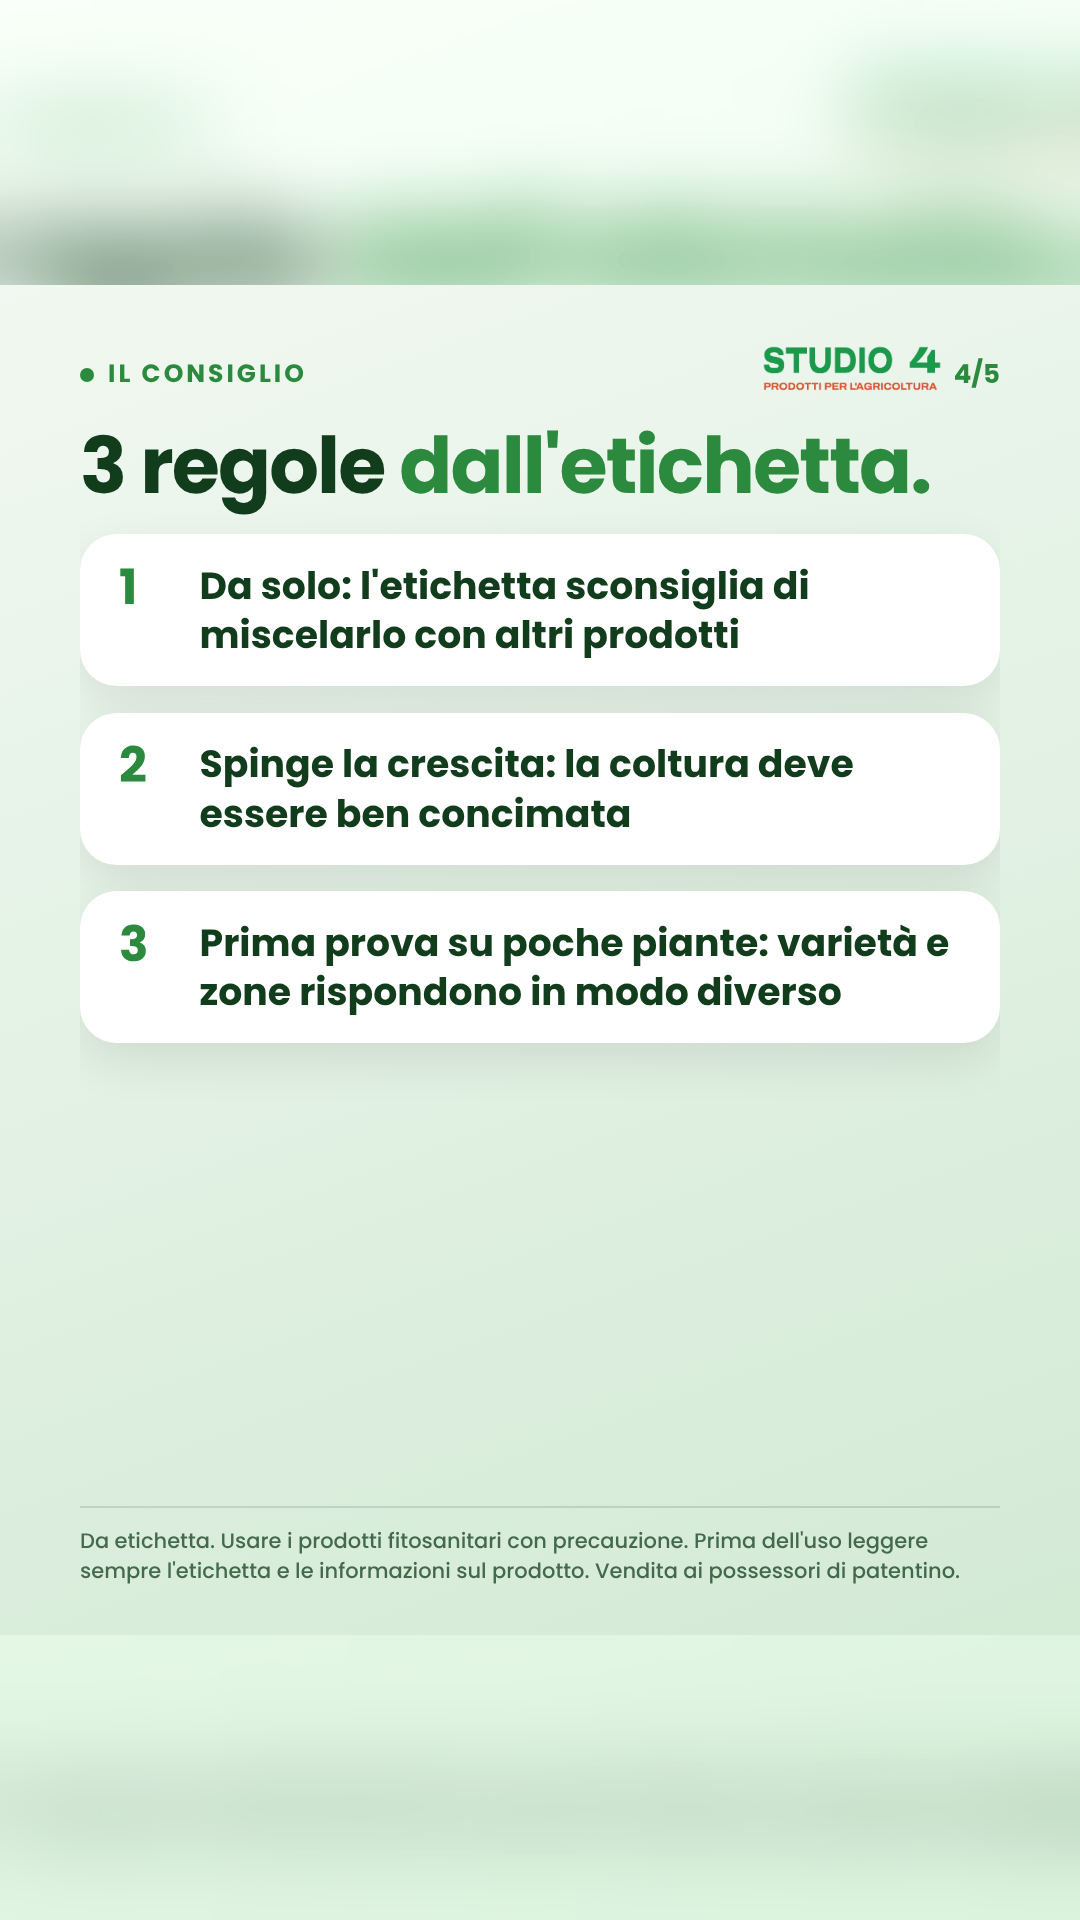 IL CONSIGLIO
STUDIO 4
PRODOTTI PER L'AGRICOLTURA
4/5
3 regole dall'etichetta.
1
Da solo: l'etichetta sconsiglia di
miscelarlo con altri prodotti
2
Spinge la crescita: la coltura deve
essere ben concimata
3
Prima prova su poche piante: varietà e
zone rispondono in modo diverso
Da etichetta. Usare i prodotti fitosanitari con precauzione. Prima dell'uso leggere
sempre l'etichetta e le informazioni sul prodotto. Vendita ai possessori di patentino.